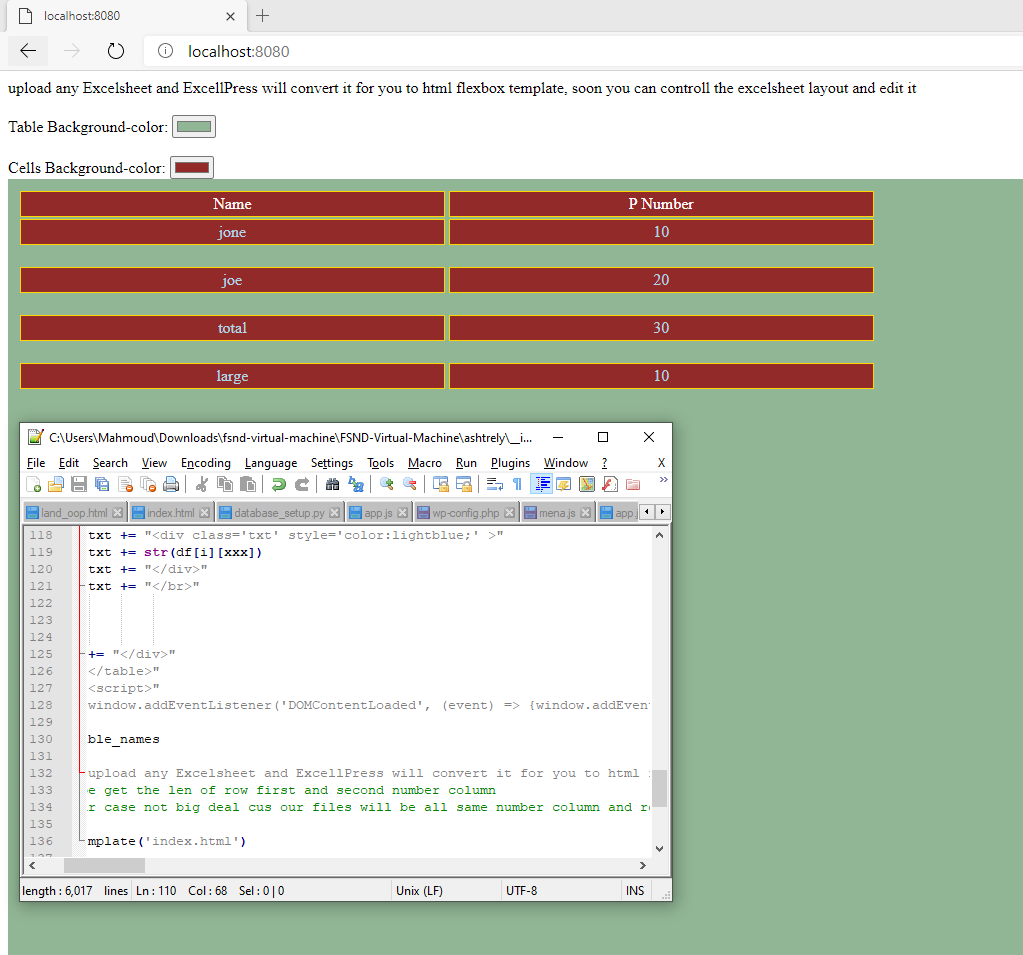 localhost:8080
localhost:8080
upload any Excelsheet and ExcellPress will convert it for you to html flexbox template, soon you can controll the excelsheet layout and edit it
Table Background-color:
Cells Background-color:
Name P Number
jone 10
joe 20
total 30
large 10
C:\Users\Mahmoud\Downloads\fsnd-virtual-machine\FSND-Virtual-Machine\ashtrely\__i...
File Edit Search View Encoding Language Settings Tools Macro Run Plugins Window ? X
land_oop.html index.html database_setup.py app.js wp-config.php mena.js app.
118 txt += "<div class='txt' style='color:lightblue;' >"
119 txt += str(df[i][xxx])
120 txt += "</div>"
121 txt += "</br>"
122
123
124
125 += "</div>"
126 </table>"
127 <script>"
128 window.addEventListener('DOMContentLoaded', (event) => {window.addEven
129
130 ble_names
131
132 upload any Excelsheet and ExcellPress will convert it for you to html
133 e get the len of row first and second number column
134 r case not big deal cus our files will be all same number column and r
135
136 mplate('index.html')
137
length : 6,017 lines Ln : 110 Col : 68 Sel : 0 | 0 Unix (LF) UTF-8 INS